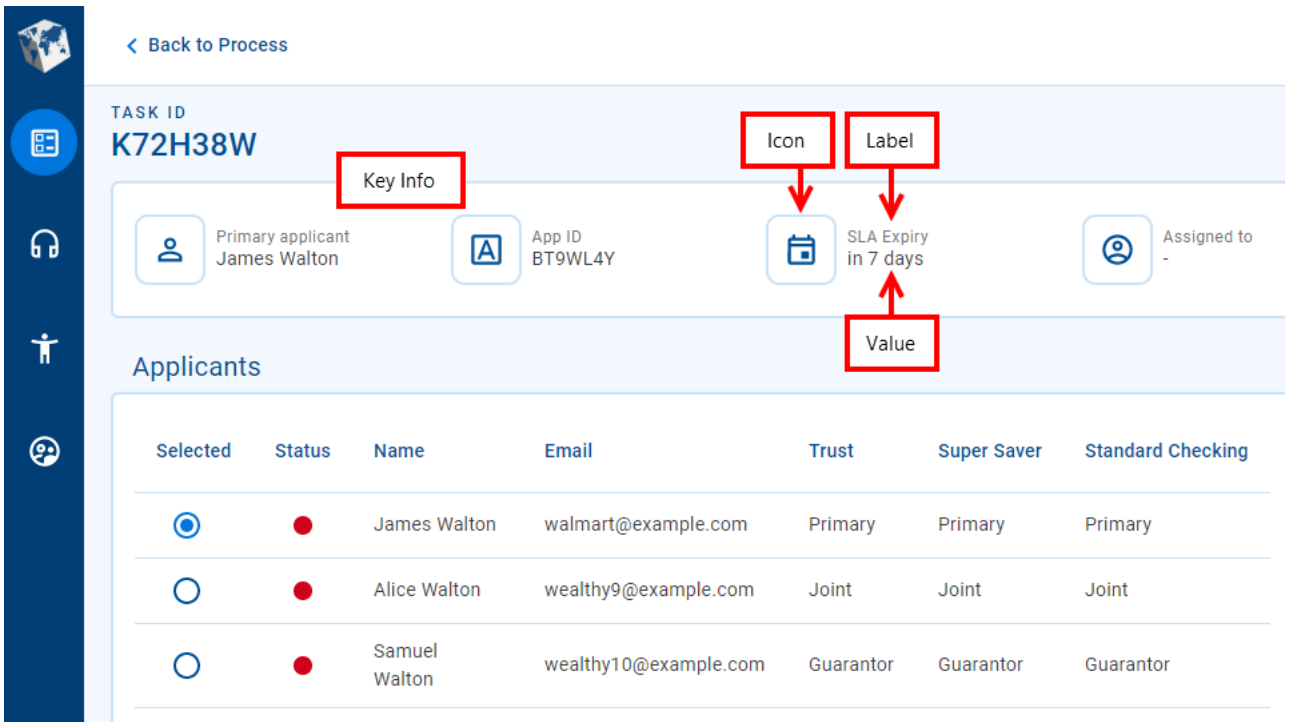 Back to Process
TASK ID
K72H38W
Icon
Label
Key Info
Primary applicant
James Walton
A
App ID
BT9WL4Y
SLA Expiry
in 7 days
Assigned to
-
Value
Applicants
Selected Status Name Email Trust Super Saver Standard Checking
James Walton walmart@example.com Primary Primary Primary
Alice Walton wealthy9@example.com Joint Joint Joint
Samuel
Walton wealthy10@example.com Guarantor Guarantor Guarantor